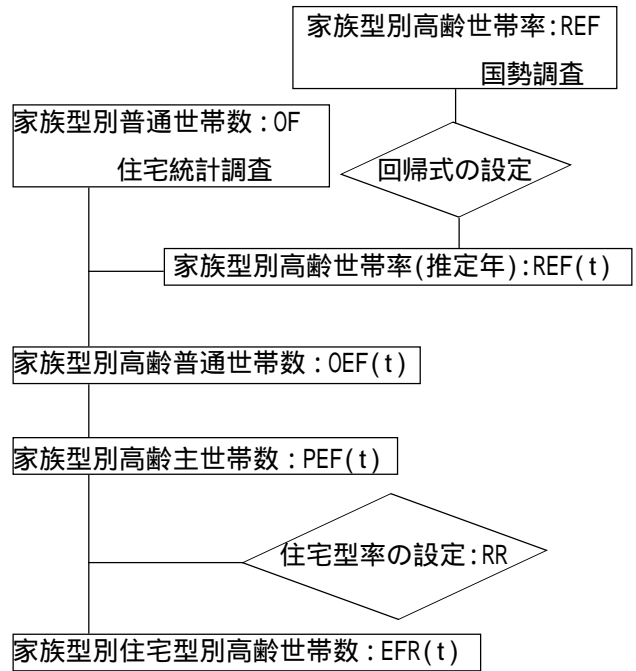 家族型別高齢世帯率:REF
国勢調査
家族型別普通世帯数:OF
住宅統計調査
回帰式の設定
家族型別高齢世帯率(推定年):REF(t)
家族型別高齢普通世帯数:OEF(t)
家族型別高齢主世帯数:PEF(t)
住宅型率の設定:RR
家族型別住宅型別高齢世帯数:EFR(t)